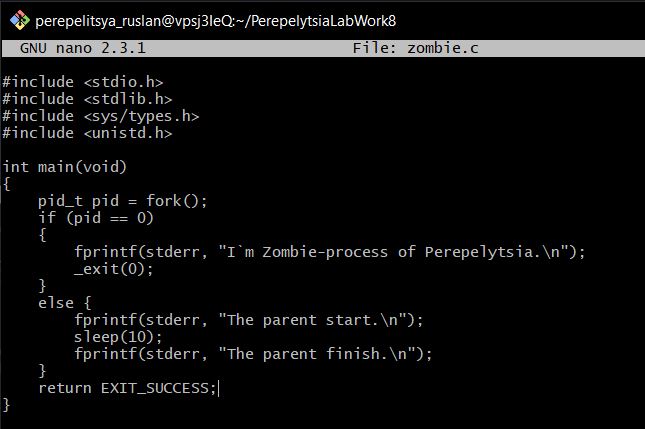 perepelitsya_ruslan@vpsj3IeQ:~/PerepelytsiaLabWork8
GNU nano 2.3.1 File: zombie.c
#include <stdio.h>
#include <stdlib.h>
#include <sys/types.h>
#include <unistd.h>
int main(void)
{
    pid_t pid = fork();
    if (pid == 0)
    {
        fprintf(stderr, "I`m Zombie-process of Perepelytsia.\n");
        _exit(0);
    }
    else {
        fprintf(stderr, "The parent start.\n");
        sleep(10);
        fprintf(stderr, "The parent finish.\n");
    }
    return EXIT_SUCCESS;
}